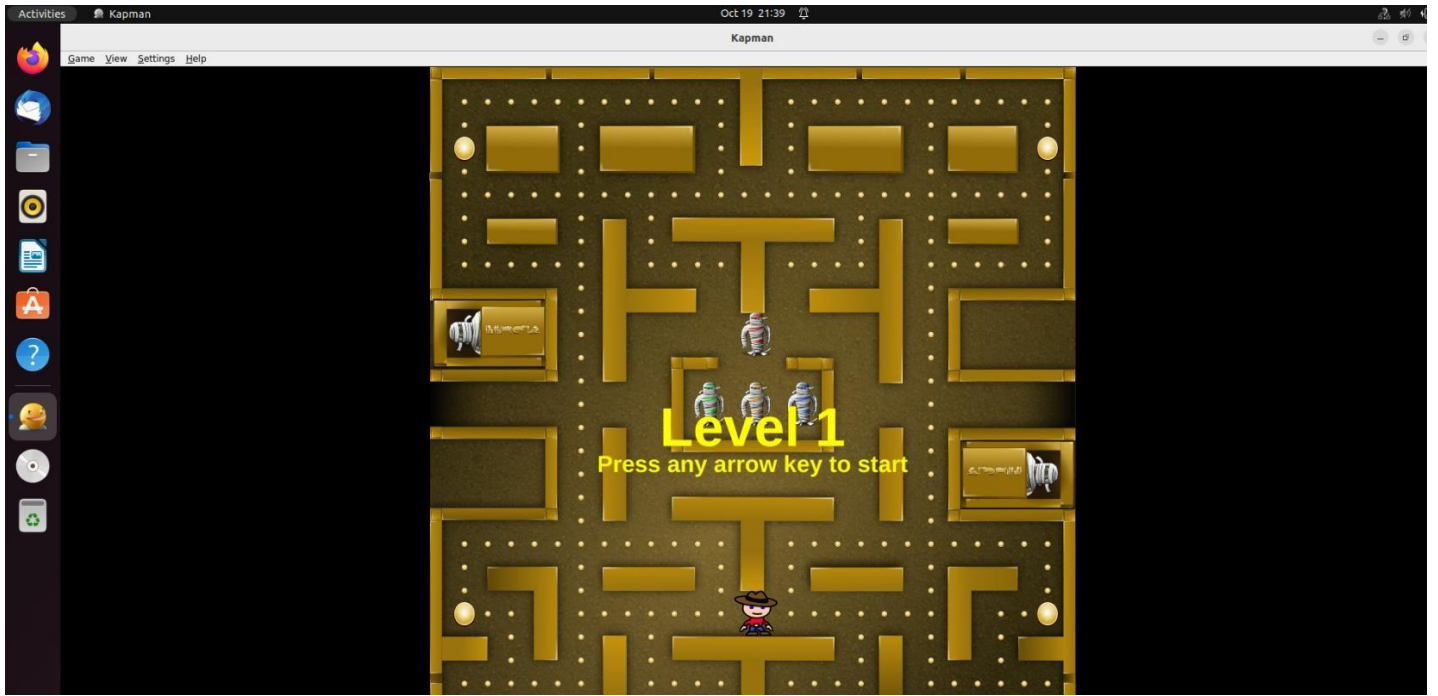 Activities Kapman Oct 19 21:39
Kapman
Game View Settings Help
Level 1
Press any arrow key to start